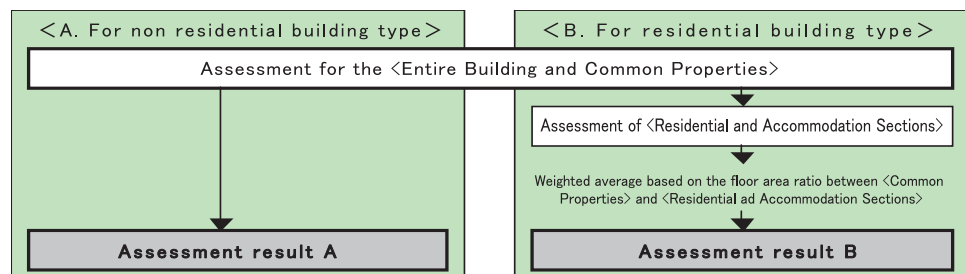 <A. For non residential building type>
<B. For residential building type>
Assessment for the <Entire Building and Common Properties>
Assessment of <Residential and Accommodation Sections>
Weighted average based on the floor area ratio between <Common
Properties> and <Residential ad Accommodation Sections>
Assessment result A
Assessment result B